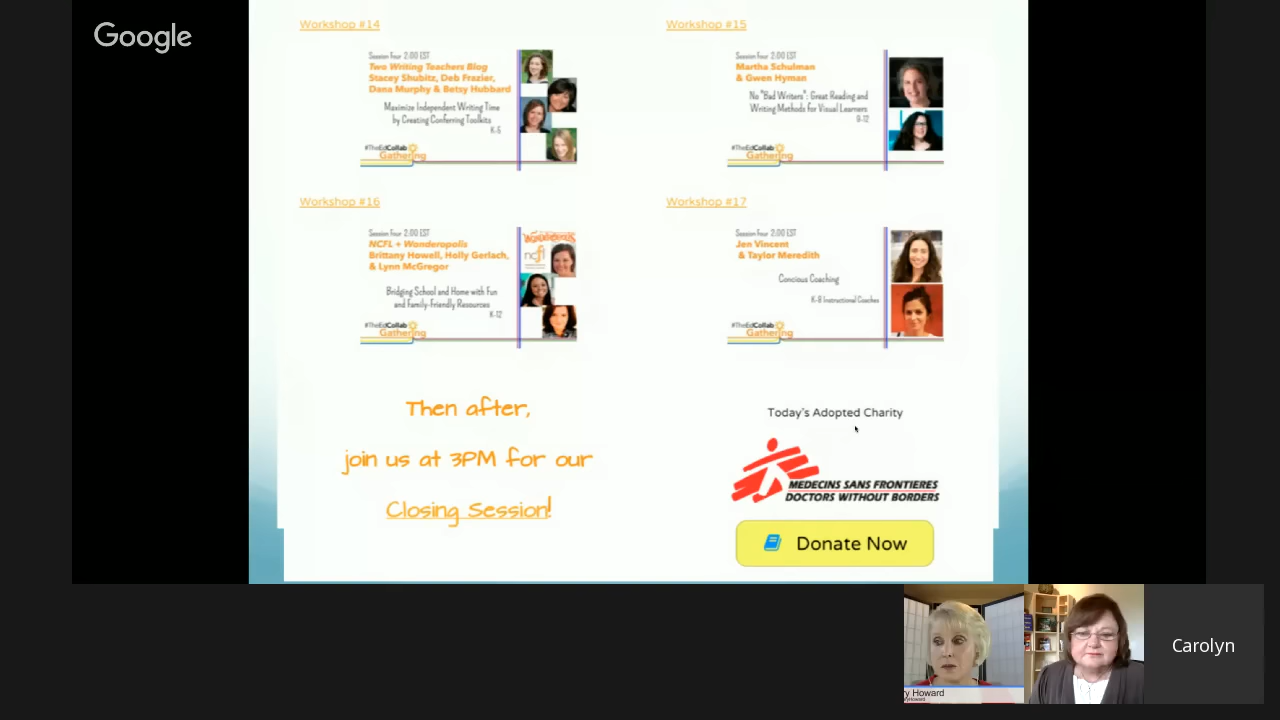 Google
Workshop #14
Session Four 2:00 EST
Two Writing Teachers Blog
Stacey Shubitz, Deb Frazier,
Dana Murphy & Betsy Hubbard
Maximize Independent Writing Time
by Creating Conferring Toolkits
K-5
#TheEdCollab
Gathering
Workshop #15
Session Four 2:00 EST
Martha Schulman
& Gwen Hyman
No "Bad Writers": Great Reading and
Writing Methods for Visual Learners
9-12
#TheEdCollab
Gathering
Workshop #16
Session Four 2:00 EST
NCFL + Wonderopolis
Brittany Howell, Holly Gerlach,
& Lynn McGregor
Bridging School and Home with Fun
and Family-Friendly Resources
K-12
ncfl
#TheEdCollab
Gathering
Workshop #17
Session Four 2:00 EST
Jen Vincent
& Taylor Meredith
Concious Coaching
K-8 Instructional Coaches
#TheEdCollab
Gathering
Then after,
join us at 3PM for our
Closing Session!
Today's Adopted Charity
MEDECINS SANS FRONTIERES
DOCTORS WITHOUT BORDERS
Donate Now
ry Howard
Carolyn